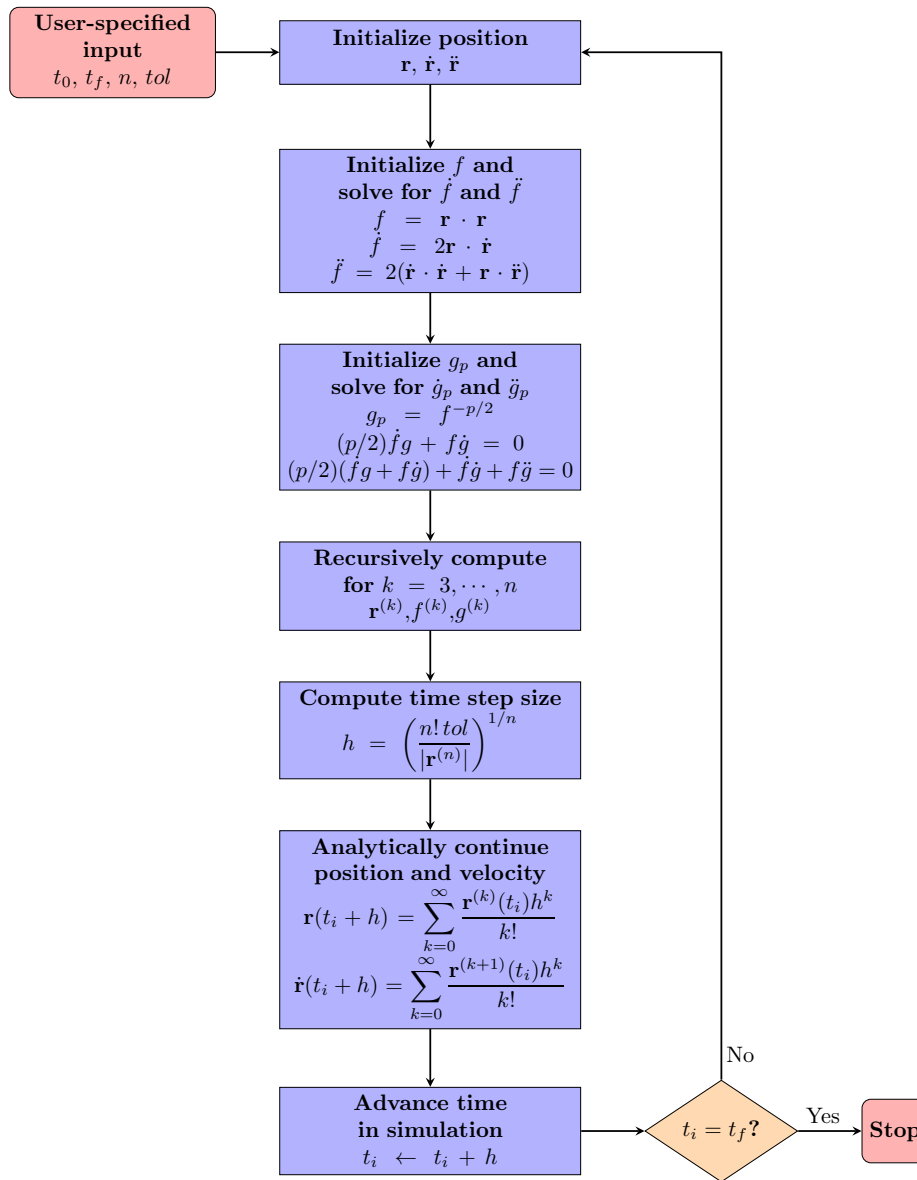 User-specified
input
t_0, t_f, n, tol
Initialize position
𝐫, 𝐫̇, 𝐫̈
Initialize f and
solve for ḟ and f̈
f = 𝐫 · 𝐫
ḟ = 2𝐫 · 𝐫̇
f̈ = 2(𝐫̇ · 𝐫̇ + 𝐫 · 𝐫̈)
Initialize g_p and
solve for ġ_p and g̈_p
g_p = f^{-p/2}
(p/2)ḟg + fġ = 0
(p/2)(ḟg + fġ) + ḟġ + fg̈ = 0
Recursively compute
for k = 3, ⋯ , n
𝐫^{(k)}, f^{(k)}, g^{(k)}
Compute time step size
h = (n! tol / |𝐫^{(n)}|)^{1/n}
Analytically continue
position and velocity
𝐫(t_i + h) = ∑_{k=0}^{∞} 𝐫^{(k)}(t_i)h^k / k!
𝐫̇(t_i + h) = ∑_{k=0}^{∞} 𝐫^{(k+1)}(t_i)h^k / k!
No
Advance time
in simulation
t_i ← t_i + h
t_i = t_f?
Yes
Stop